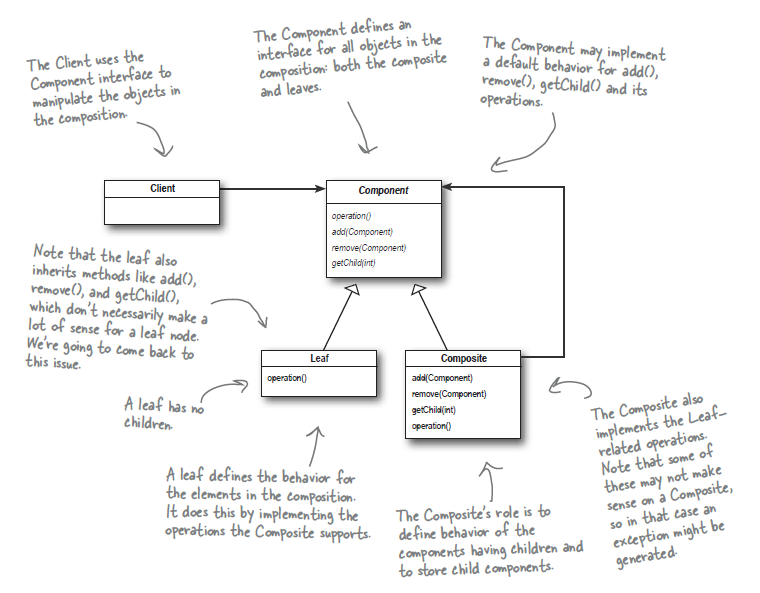 The Client uses the
Component interface to
manipulate the objects in
the composition.
The Component defines an
interface for all objects in the
composition: both the composite
and leaves.
The Component may implement
a default behavior for add(),
remove(), getChild() and its
operations.
Client
Component
operation()
add(Component)
remove(Component)
getChild(int)
Note that the leaf also
inherits methods like add(),
remove(), and getChild(),
which don't necessarily make a
lot of sense for a leaf node.
We're going to come back to
this issue.
Leaf
operation()
Composite
add(Component)
remove(Component)
getChild(int)
operation()
A leaf has no
children.
The Composite also
implements the Leaf-
related operations.
Note that some of
these may not make
sense on a Composite,
so in that case an
exception might be
generated.
A leaf defines the behavior for
the elements in the composition.
It does this by implementing the
operations the Composite supports.
The Composite's role is to
define behavior of the
components having children and
to store child components.